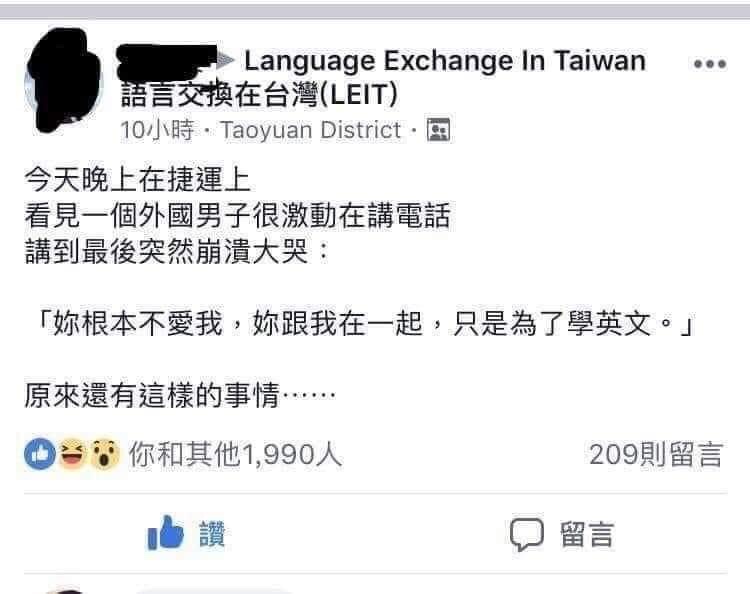 Language Exchange In Taiwan
語言交換在台灣(LEIT)
10小時 · Taoyuan District ·
今天晚上在捷運上
看見一個外國男子很激動在講電話
講到最後突然崩潰大哭：
「妳根本不愛我，妳跟我在一起，只是為了學英文。」
原來還有這樣的事情⋯⋯
你和其他1,990人 209則留言
讚 留言